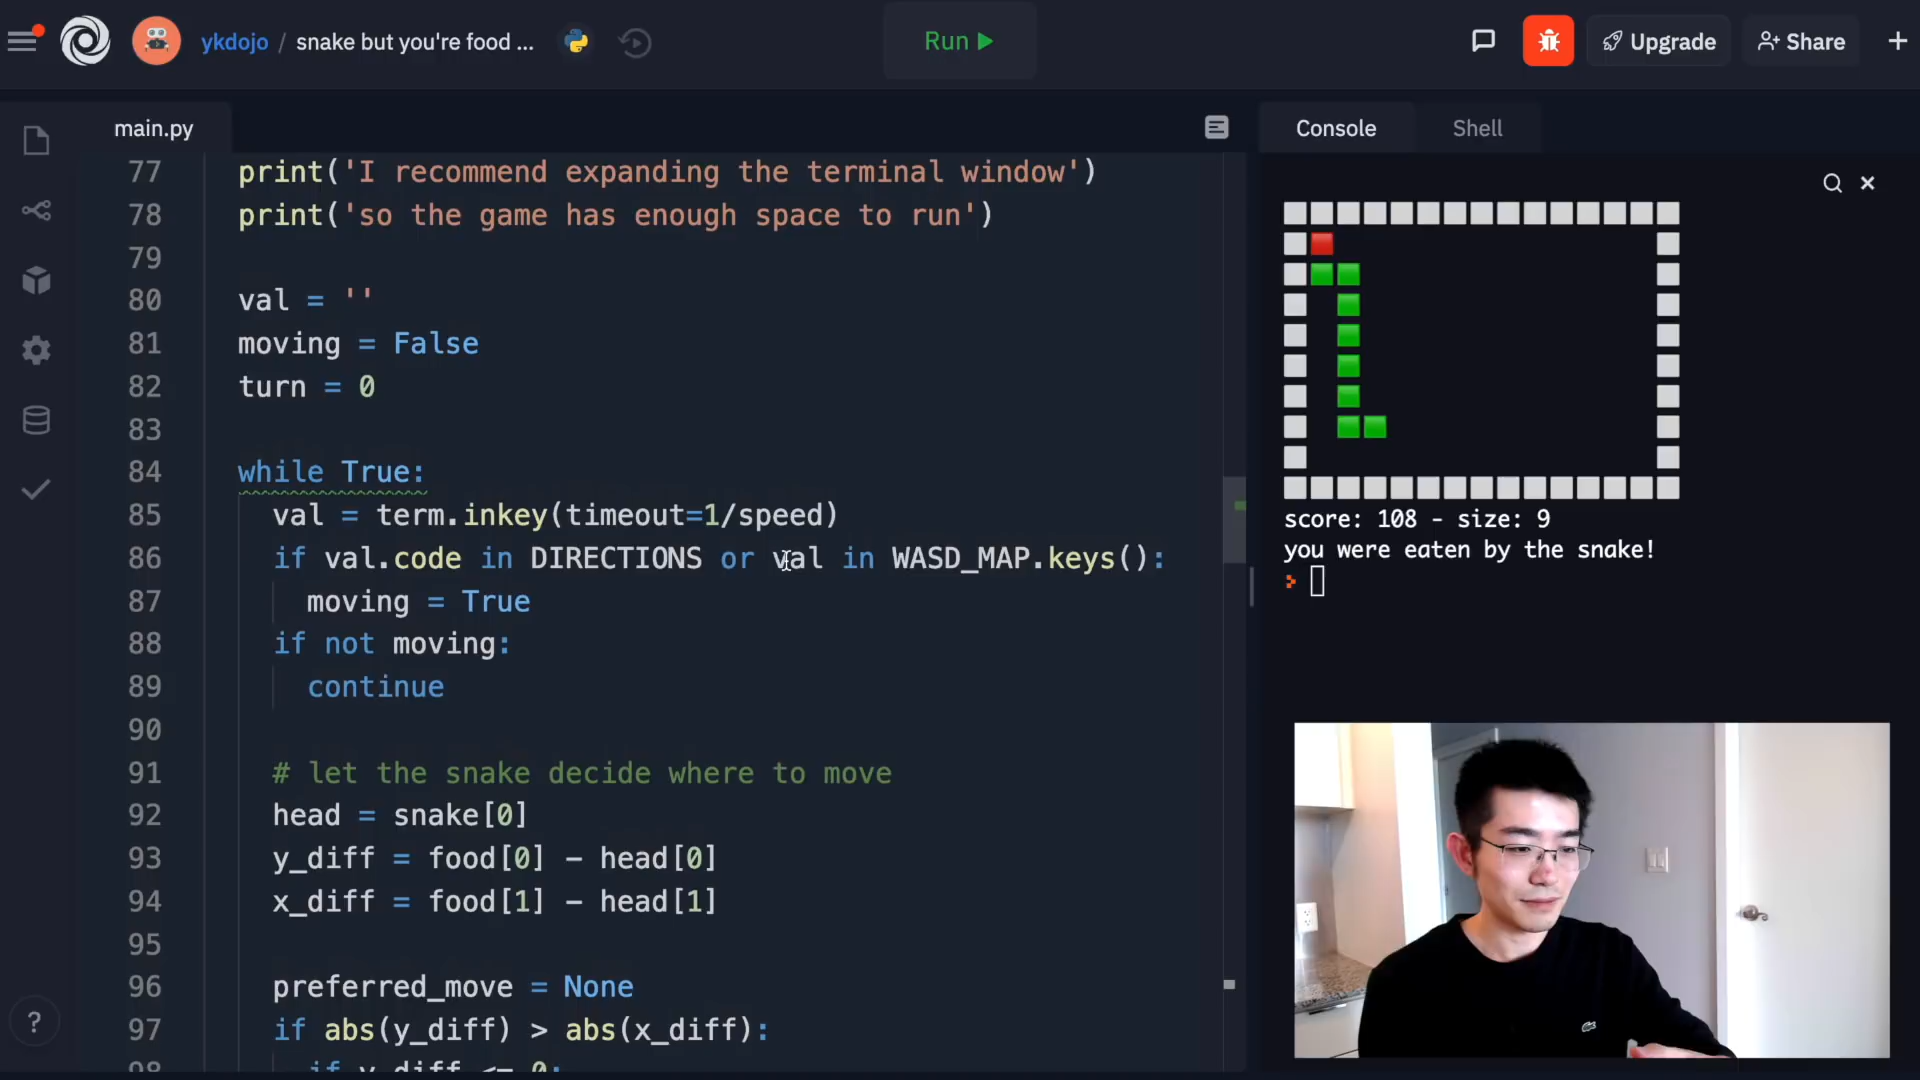 ykdojo / snake but you're food ...
Run
Upgrade
Share
main.py
77 print('I recommend expanding the terminal window')
78 print('so the game has enough space to run')
79
80 val = ''
81 moving = False
82 turn = 0
83
84 while True:
85 val = term.inkey(timeout=1/speed)
86 if val.code in DIRECTIONS or val in WASD_MAP.keys():
87 moving = True
88 if not moving:
89 continue
90
91 # let the snake decide where to move
92 head = snake[0]
93 y_diff = food[0] - head[0]
94 x_diff = food[1] - head[1]
95
96 preferred_move = None
97 if abs(y_diff) > abs(x_diff):
98 if y_diff <= 0:
Console
Shell
score: 108 - size: 9
you were eaten by the snake!